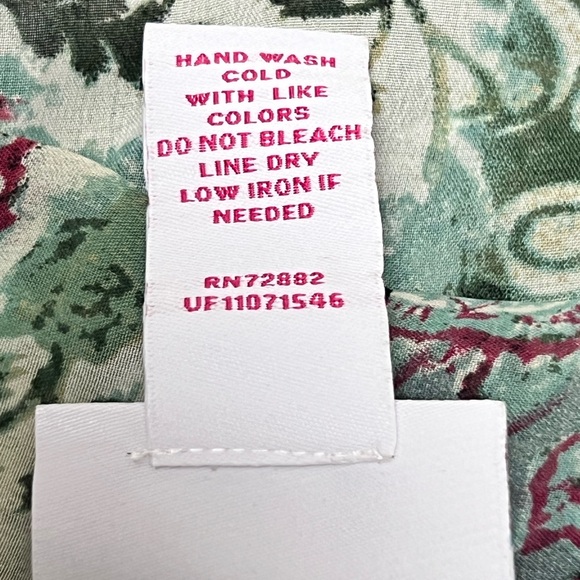 HAND WASH
COLD
WITH LIKE
COLORS
DO NOT BLEACH
LINE DRY
LOW IRON IF
NEEDED
RN72882
UF11071546